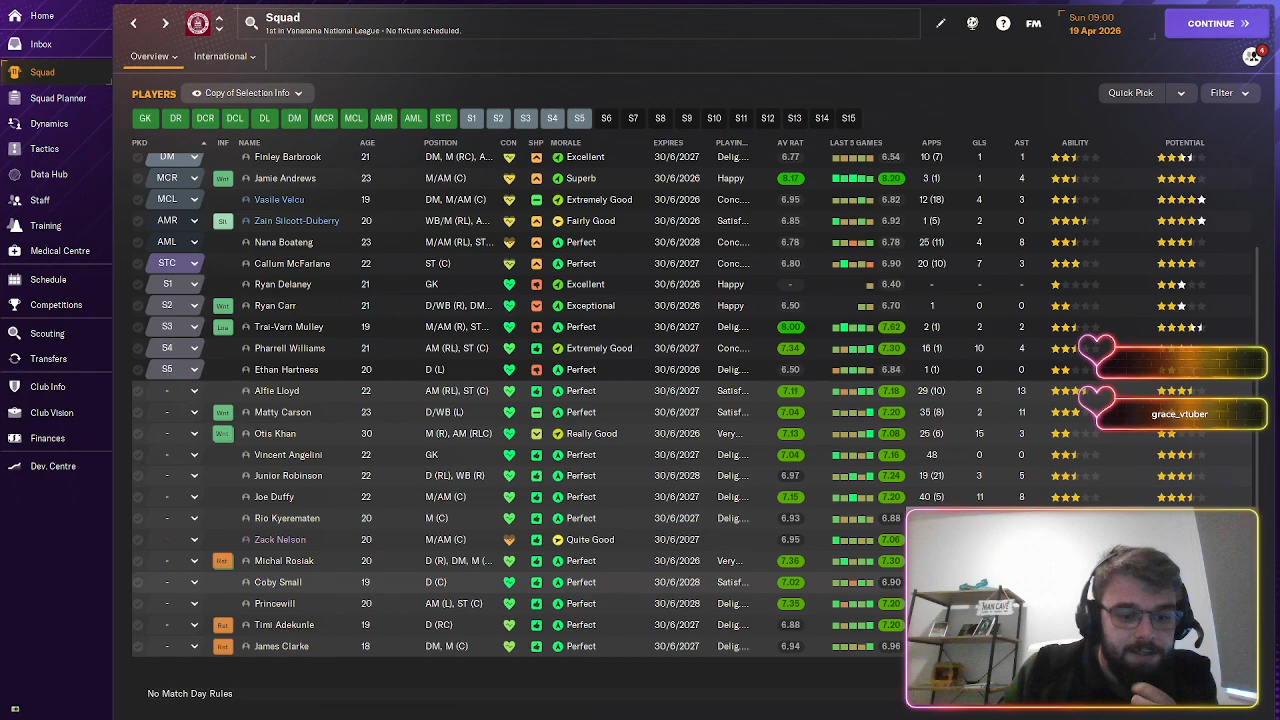 Home
Inbox
Squad
Squad Planner
Dynamics
Tactics
Data Hub
Staff
Training
Medical Centre
Schedule
Competitions
Scouting
Transfers
Club Info
Club Vision
Finances
Dev. Centre
Squad
1st in Vanarama National League - No fixture scheduled.
FM
Sun 09:00
19 Apr 2026
CONTINUE
4
Overview International
PLAYERS Copy of Selection Info Quick Pick Filter
GK DR DCR DCL DL DM MCR MCL AMR AML STC S1 S2 S3 S4 S5 S6 S7 S8 S9 S10 S11 S12 S13 S14 S15
PKD INF NAME AGE POSITION CON SHP MORALE EXPIRES PLAYIN... AV RAT LAST 5 GAMES APPS GLS AST ABILITY POTENTIAL
DM Finley Barbrook 21 DM, M (RC), A... Excellent 30/6/2027 Delig... 6.77 6.54 10 (7) 1 1
MCR Wnt Jamie Andrews 23 M/AM (C) Superb 30/6/2026 Happy 8.17 8.20 3 (1) 1 4
MCL Vasile Velcu 19 DM, M/AM (C) Extremely Good 30/6/2027 Conc... 6.95 6.82 12 (18) 4 3
AMR Zain Silcott-Duberry 20 WB/M (RL), A... Fairly Good 30/6/2026 Satisf... 6.85 6.92 1 (5) 2 0
AML Nana Boateng 23 M/AM (RL), ST... Perfect 30/6/2028 Conc... 6.78 6.78 25 (11) 4 8
STC Callum McFarlane 22 ST (C) Perfect 30/6/2028 Conc... 6.80 6.90 20 (10) 7 3
S1 Ryan Delaney 21 GK Excellent 30/6/2026 Happy - 6.40 - - -
S2 Wnt Ryan Carr 21 D/WB (R), DM... Exceptional 30/6/2026 Happy 6.50 6.70 0 0
S3 Loa Tral-Varn Mulley 19 M/AM (R), ST... Perfect 30/6/2027 Delig... 8.00 7.62 2 (1) 2 2
S4 Pharrell Williams 21 AM (RL), ST (C) Extremely Good 30/6/2027 Conc... 7.34 7.30 16 (1) 10 4
S5 Ethan Hartness 20 D (L) Perfect 30/6/2027 Delig... 6.50 6.84 1 (1) 0 0
- Alfie Lloyd 22 AM (RL), ST (C) Perfect 30/6/2028 Satisf... 7.11 7.18 29 (10) 8 13
- Wnt Matty Carson 23 D/WB (L) Perfect 30/6/2027 Satisf... 7.04 7.20 35 (8) 2 11
grace_vtuber
- Wnt Otis Khan 30 M (R), AM (RLC) Really Good 30/6/2026 Very... 7.13 7.08 25 (6) 15 3
- Vincent Angelini 22 GK Perfect 30/6/2027 Delig... 7.04 7.16 48 0 0
- Junior Robinson 22 D (RL), WB (R) Perfect 30/6/2028 Delig... 6.97 7.24 19 (21) 3 5
- Joe Duffy 22 M/AM (C) Perfect 30/6/2027 Delig... 7.15 7.20 40 (5) 11 8
- Rio Kyerematen 20 M (C) Perfect 30/6/2028 Delig... 6.93 6.88
- Zack Nelson 20 M/AM (C) Quite Good 30/6/2027 6.95 7.06
- Rst Michal Rosiak 20 D (R), DM, M (... Perfect 30/6/2027 Very... 7.36 7.30
- Coby Small 19 D (C) Perfect 30/6/2028 Satisf... 7.02 6.90
- Princewill 20 AM (L), ST (C) Perfect 30/6/2028 Delig... 7.35 7.20
- Rst Timi Adetenle 20 D (RC) Perfect 30/6/2027 Delig... 6.88 7.20
- Rst James Clarke 18 DM, M (C) Perfect 30/6/2027 Delig... 6.94 6.96
MAN CAVE
No Match Day Rules